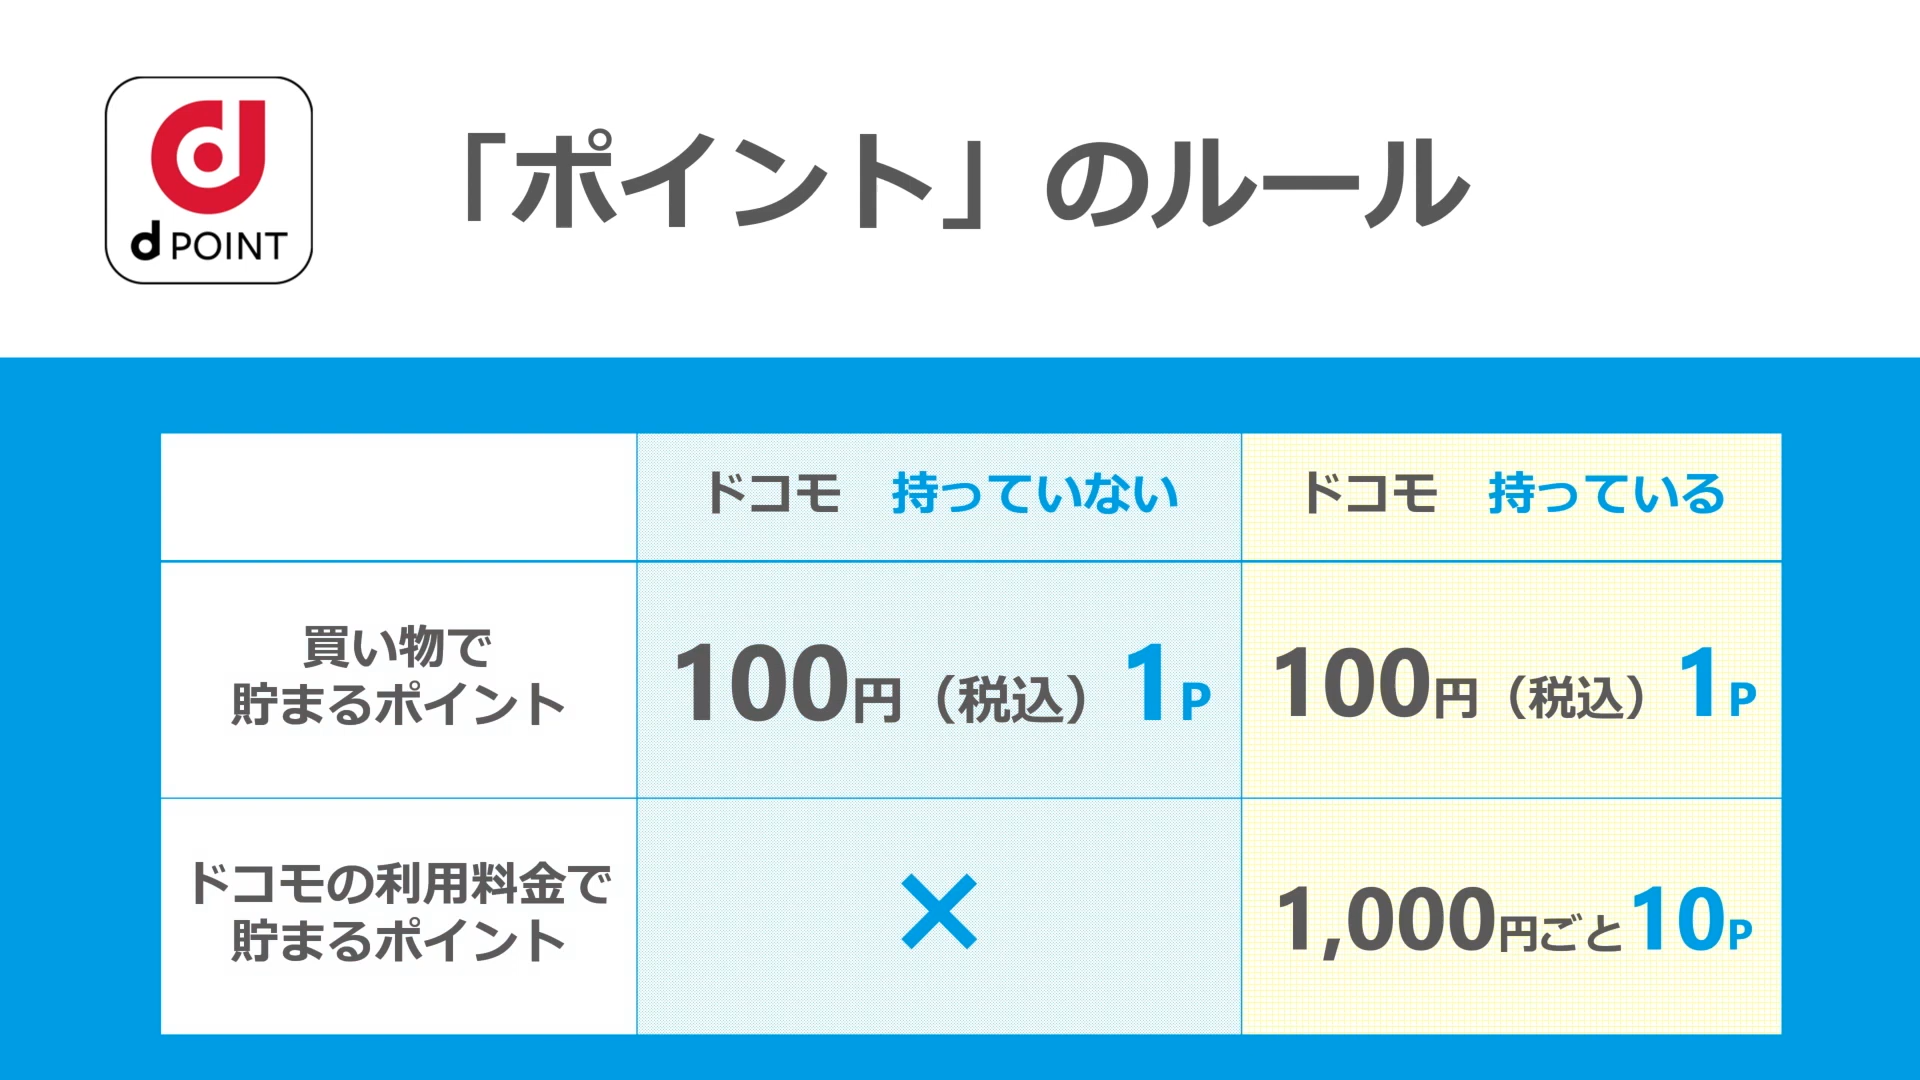 d POINT
「ポイント」のルール
ドコモ 持っていない
ドコモ 持っている
買い物で
貯まるポイント
100円（税込） 1P
100円（税込） 1P
ドコモの利用料金で
貯まるポイント
×
1,000円ごと10P